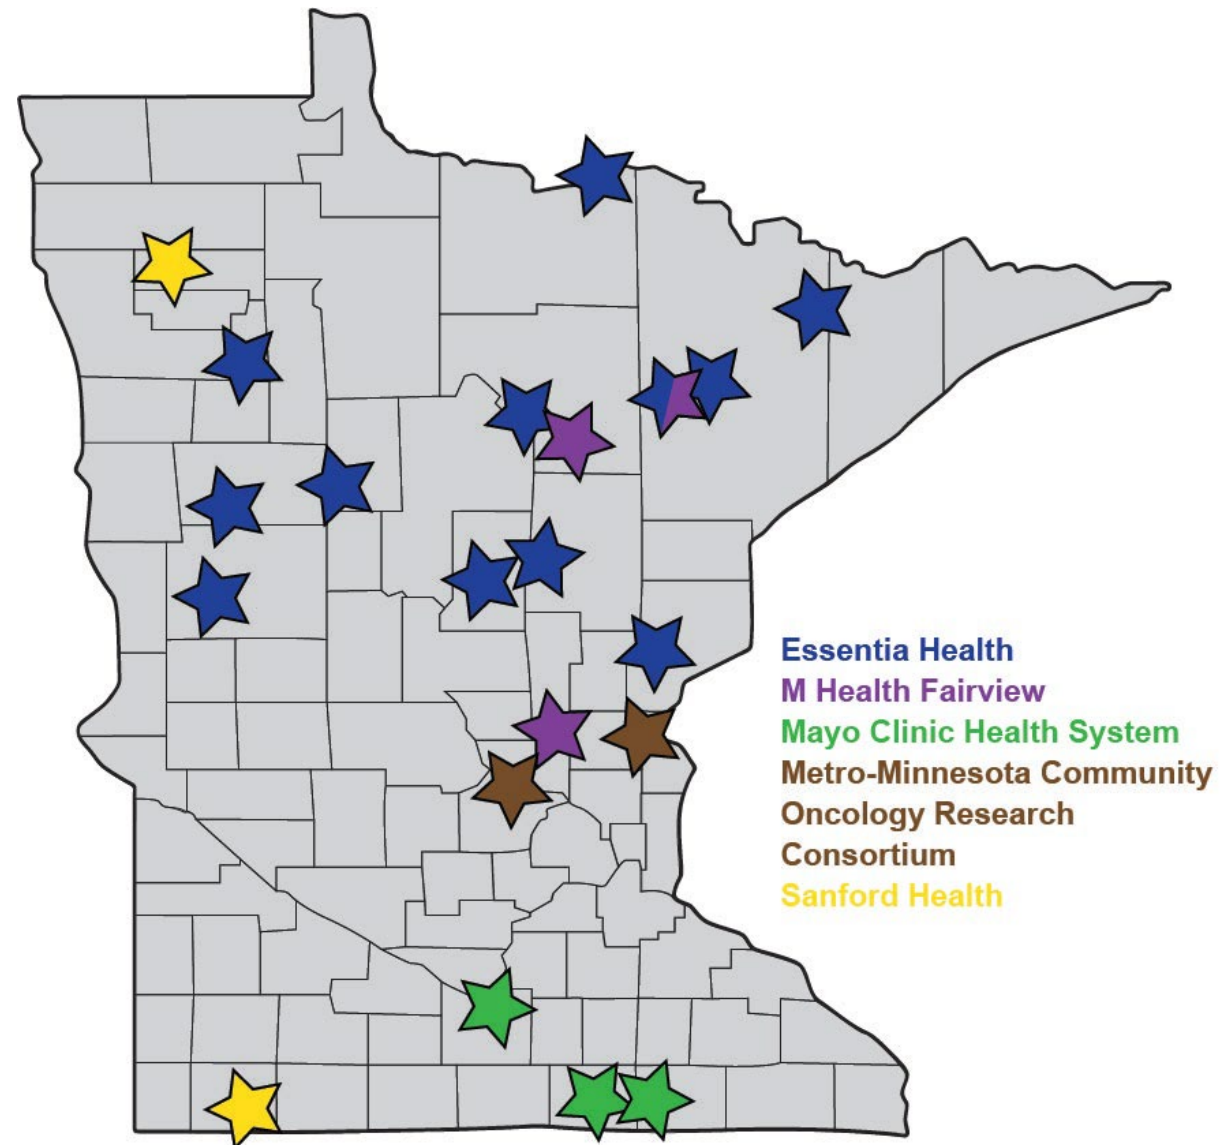 Essentia Health
M Health Fairview
Mayo Clinic Health System
Metro-Minnesota Community
Oncology Research
Consortium
Sanford Health